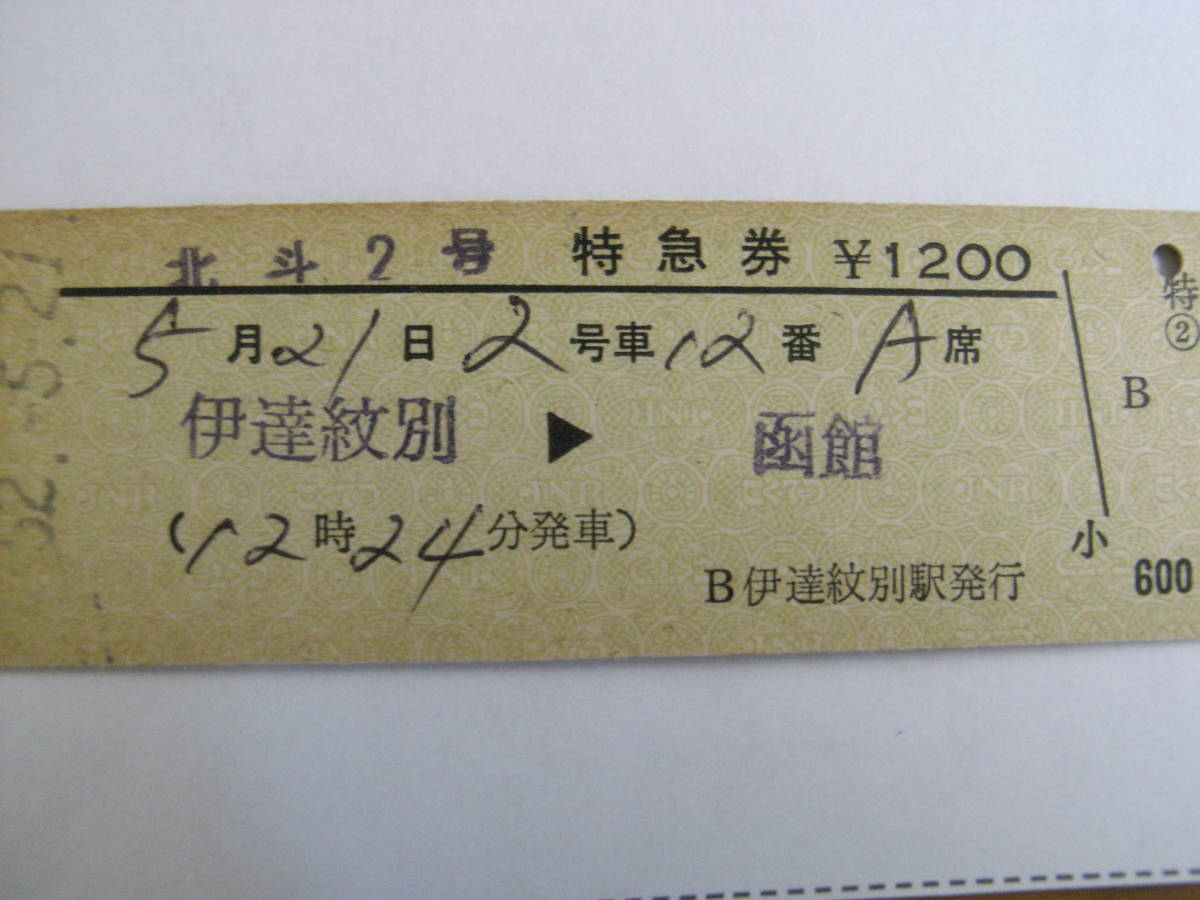 北斗2号 特急券 ¥1200
5月21日 2号車12番 A席
伊達紋別 ▶ 函館
(12時24分発車)
B伊達紋別駅発行
52.-5.21
小
特
②
B
600